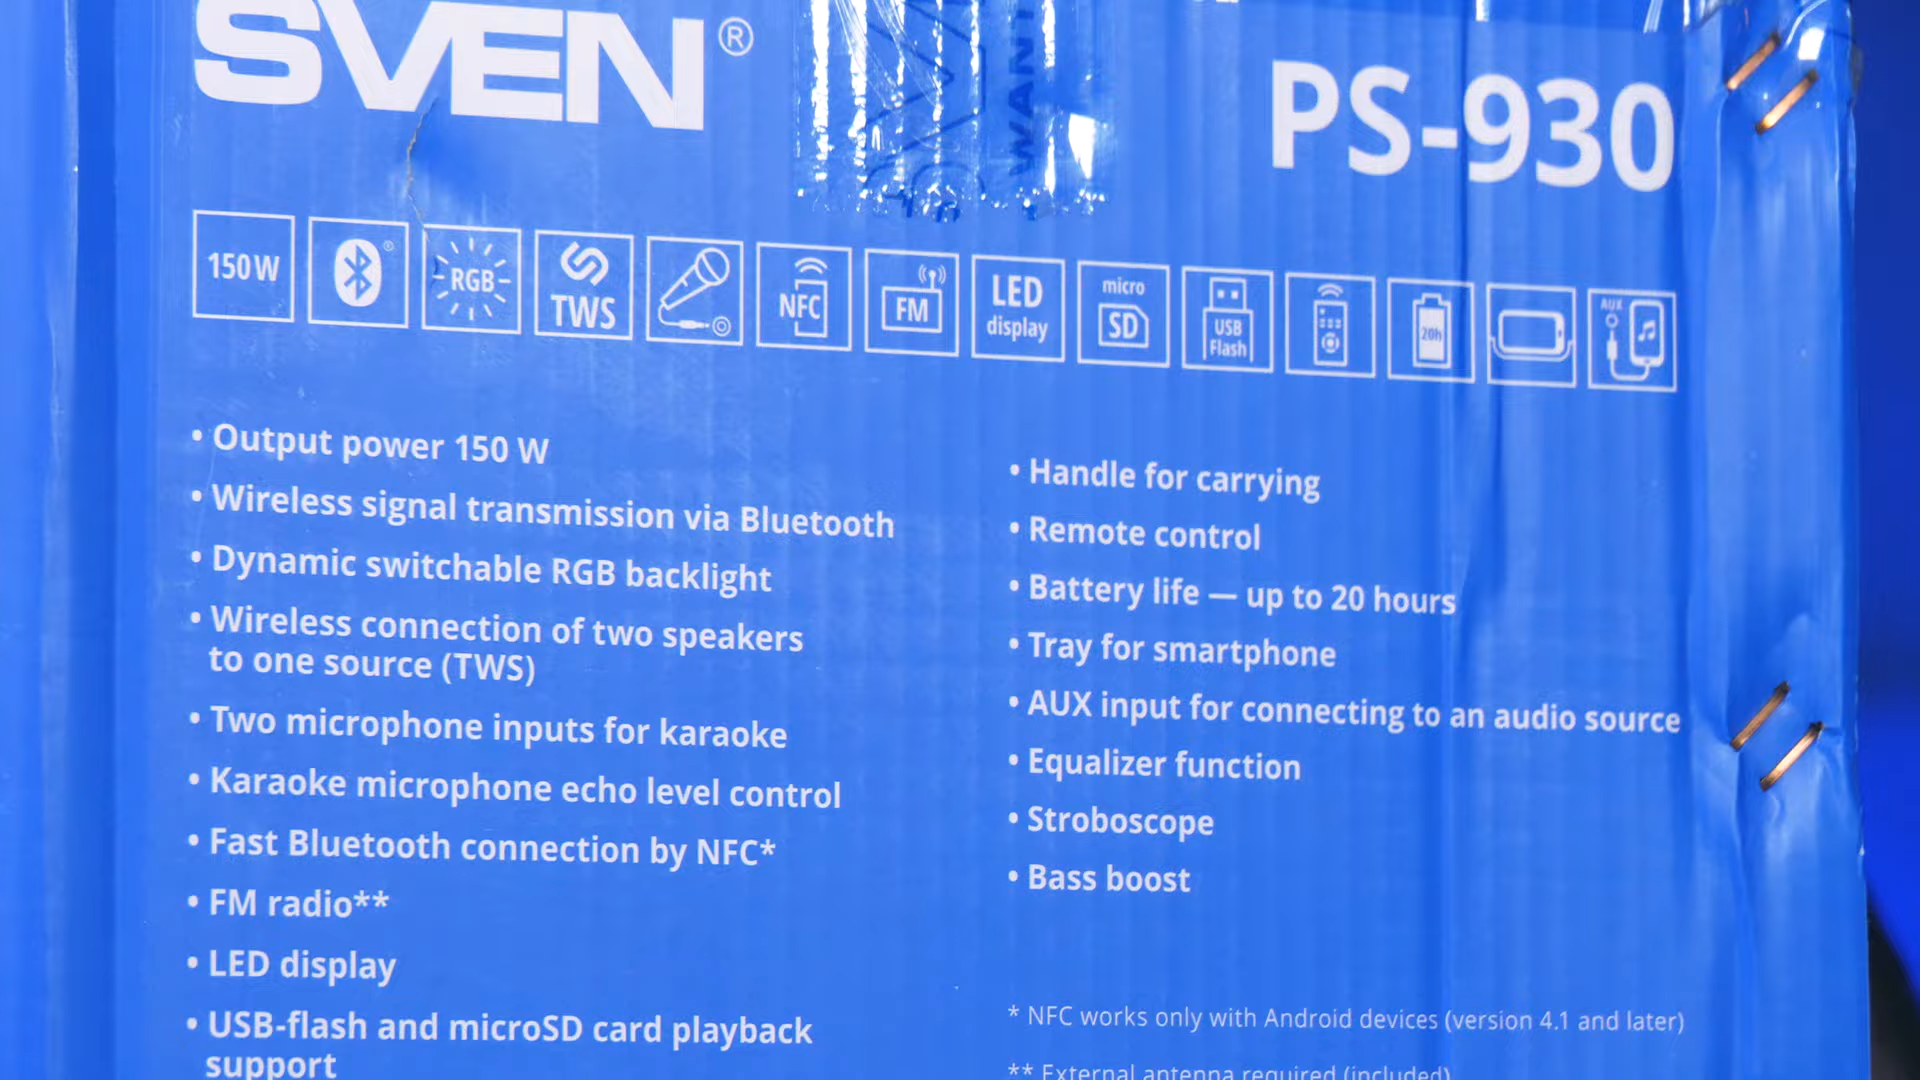 SVEN®
PS-930
WANT
150W
®
RGB
TWS
NFC
FM
LED
display
micro
SD
USB
Flash
20h
AUX
• Output power 150 W
• Wireless signal transmission via Bluetooth
• Dynamic switchable RGB backlight
• Wireless connection of two speakers
to one source (TWS)
• Two microphone inputs for karaoke
• Karaoke microphone echo level control
• Fast Bluetooth connection by NFC*
• FM radio**
• LED display
• USB-flash and microSD card playback
support
• Handle for carrying
• Remote control
• Battery life — up to 20 hours
• Tray for smartphone
• AUX input for connecting to an audio source
• Equalizer function
• Stroboscope
• Bass boost
* NFC works only with Android devices (version 4.1 and later)
** External antenna required (included)